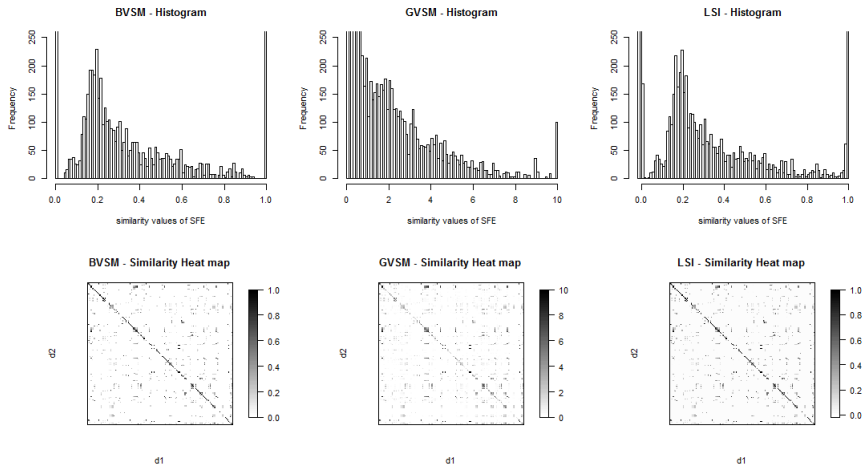 BVSM - Histogram
GVSM - Histogram
LSI - Histogram
Frequency
250
200
150
100
50
0
0.0 0.2 0.4 0.6 0.8 1.0
similarity values of SFE
Frequency
250
200
150
100
50
0
0 2 4 6 8 10
similarity values of SFE
Frequency
250
200
150
100
50
0
0.0 0.2 0.4 0.6 0.8 1.0
similarity values of SFE
BVSM - Similarity Heat map
GVSM - Similarity Heat map
LSI - Similarity Heat map
d2
1.0
0.8
0.6
0.4
0.2
0.0
d1
d2
10
8
6
4
2
0
d1
d2
1.0
0.8
0.6
0.4
0.2
0.0
d1